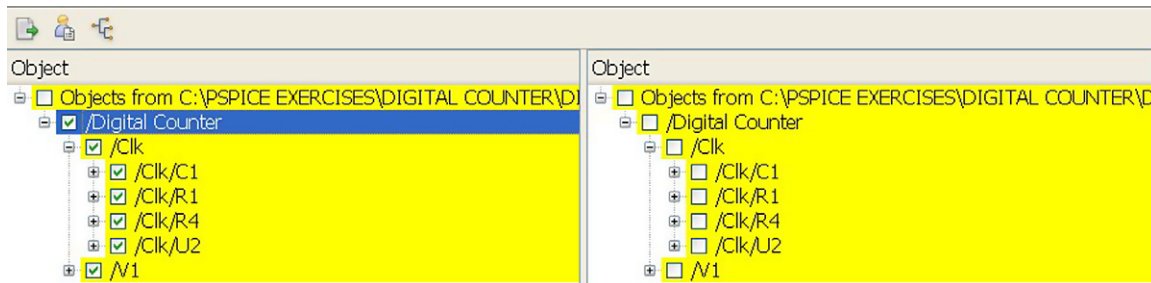 Object
Objects from C:\PSPICE EXERCISES\DIGITAL COUNTER\DI
/Digital Counter
/Clk
/Clk/C1
/Clk/R1
/Clk/R4
/Clk/U2
/V1
Object
Objects from C:\PSPICE EXERCISES\DIGITAL COUNTER\D
/Digital Counter
/Clk
/Clk/C1
/Clk/R1
/Clk/R4
/Clk/U2
/V1